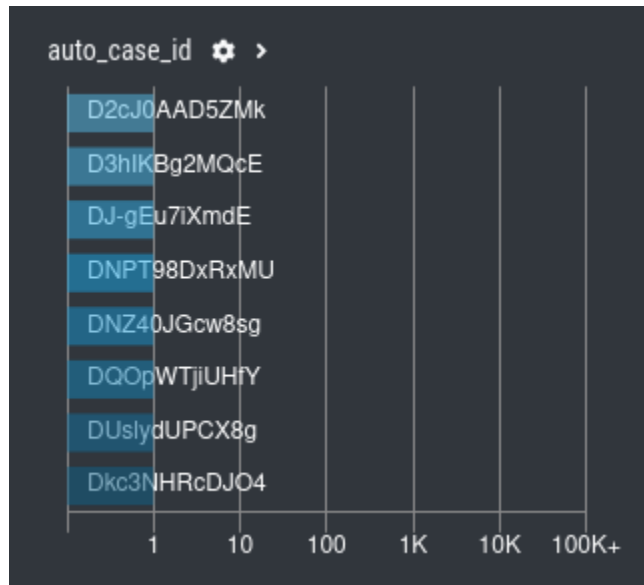 auto_case_id
D2cJ0AAD5ZMk
D3hIKBg2MQcE
DJ-gEu7iXmdE
DNPT98DxRxMU
DNZ40JGcw8sg
DQOpWTjiUHfY
DUslydUPCX8g
Dkc3NHRcDJO4
1 10 100 1K 10K 100K+